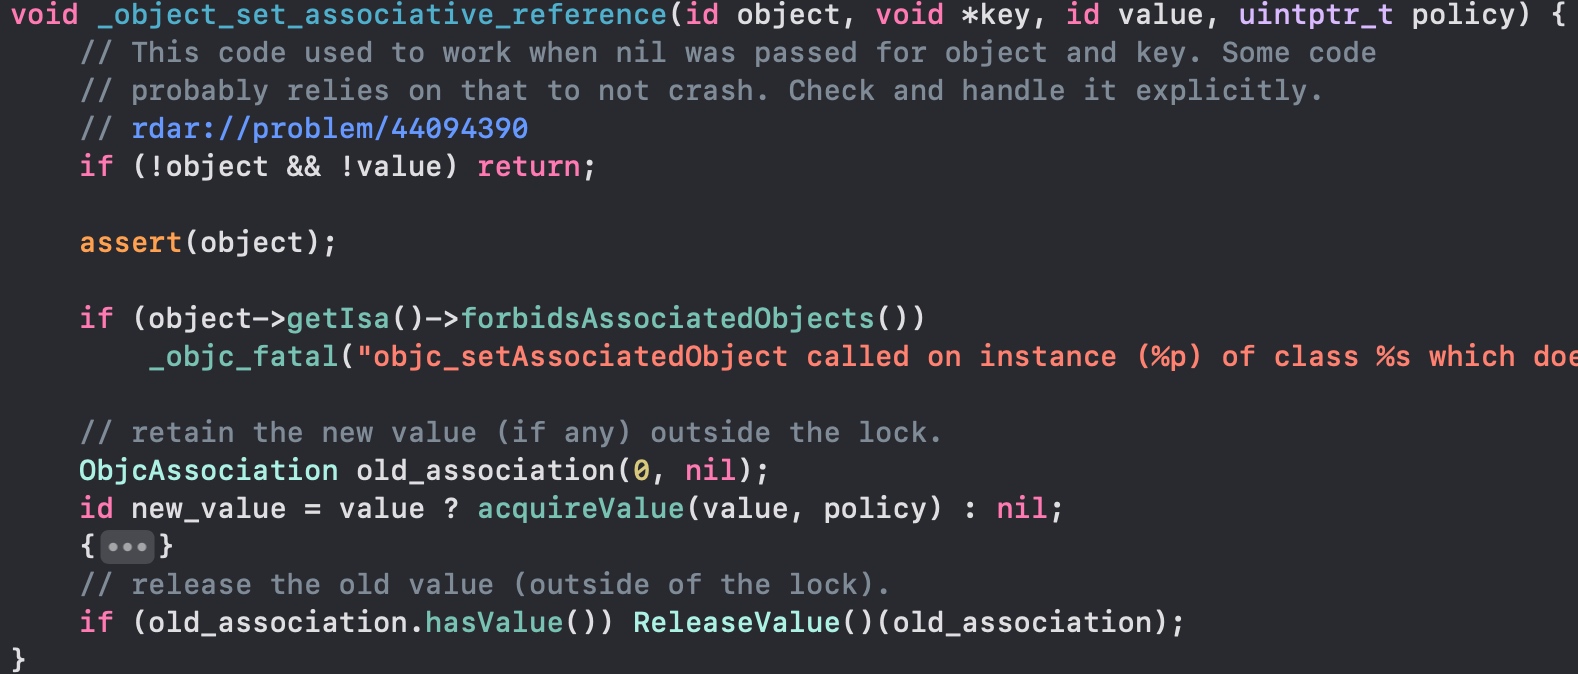 void _object_set_associative_reference(id object, void *key, id value, uintptr_t policy) {
    // This code used to work when nil was passed for object and key. Some code
    // probably relies on that to not crash. Check and handle it explicitly.
    // rdar://problem/44094390
    if (!object && !value) return;
    assert(object);
    if (object->getIsa()->forbidsAssociatedObjects())
        _objc_fatal("objc_setAssociatedObject called on instance (%p) of class %s which doe
    // retain the new value (if any) outside the lock.
    ObjcAssociation old_association(0, nil);
    id new_value = value ? acquireValue(value, policy) : nil;
    {•••}
    // release the old value (outside of the lock).
    if (old_association.hasValue()) ReleaseValue()(old_association);
}